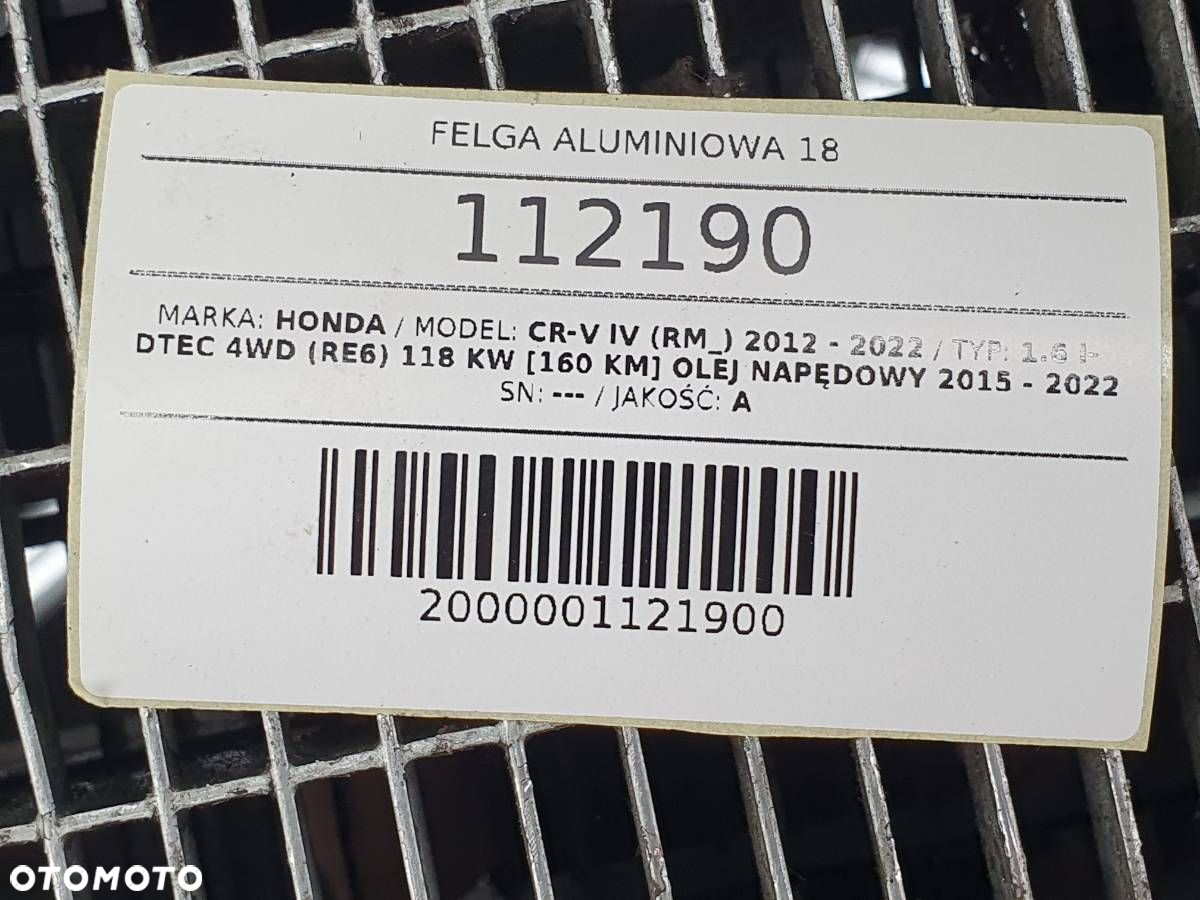 FELGA ALUMINIOWA 18
112190
MARKA: HONDA / MODEL: CR-V IV (RM_) 2012 - 2022 / TYP: 1.6 I-
DTEC 4WD (RE6) 118 KW [160 KM] OLEJ NAPĘDOWY 2015 - 2022
SN: --- / JAKOŚĆ: A
2000001121900
OTOMOTO